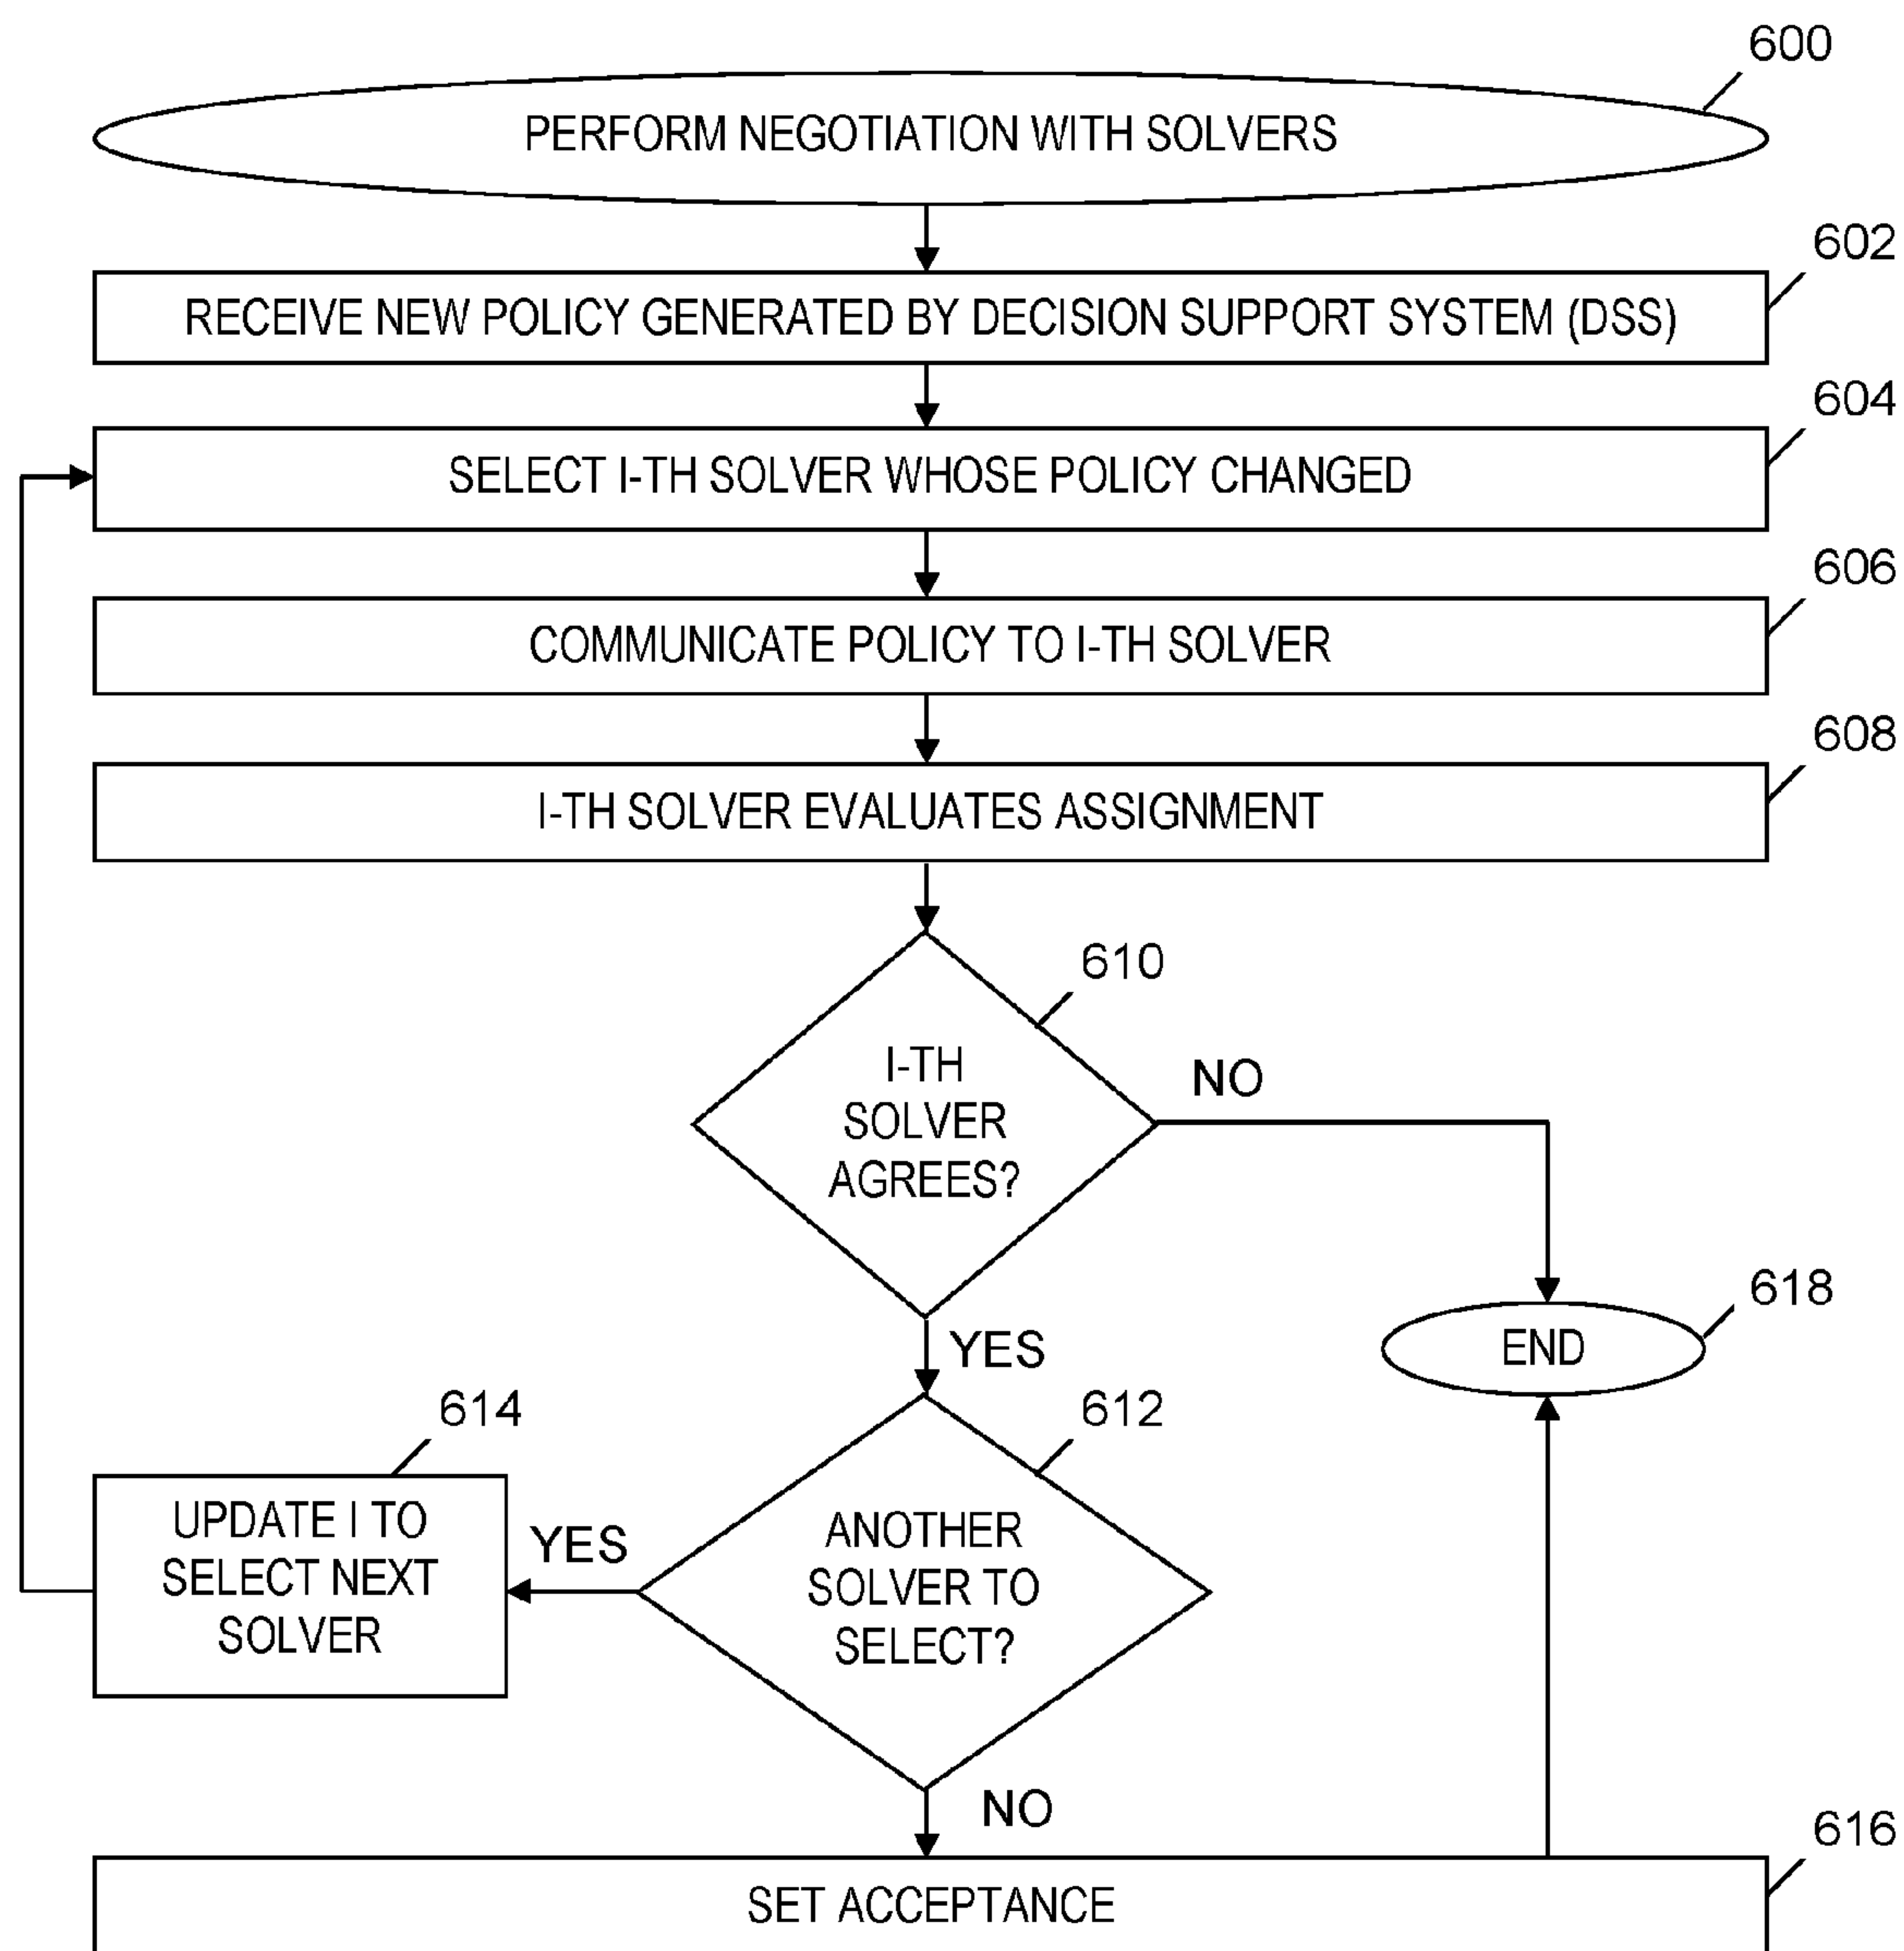 600
PERFORM NEGOTIATION WITH SOLVERS
602
RECEIVE NEW POLICY GENERATED BY DECISION SUPPORT SYSTEM (DSS)
604
SELECT I-TH SOLVER WHOSE POLICY CHANGED
606
COMMUNICATE POLICY TO I-TH SOLVER
608
I-TH SOLVER EVALUATES ASSIGNMENT
610
I-TH
SOLVER
AGREES?
NO
YES
618
END
614
UPDATE I TO
SELECT NEXT
SOLVER
YES
612
ANOTHER
SOLVER TO
SELECT?
NO
616
SET ACCEPTANCE